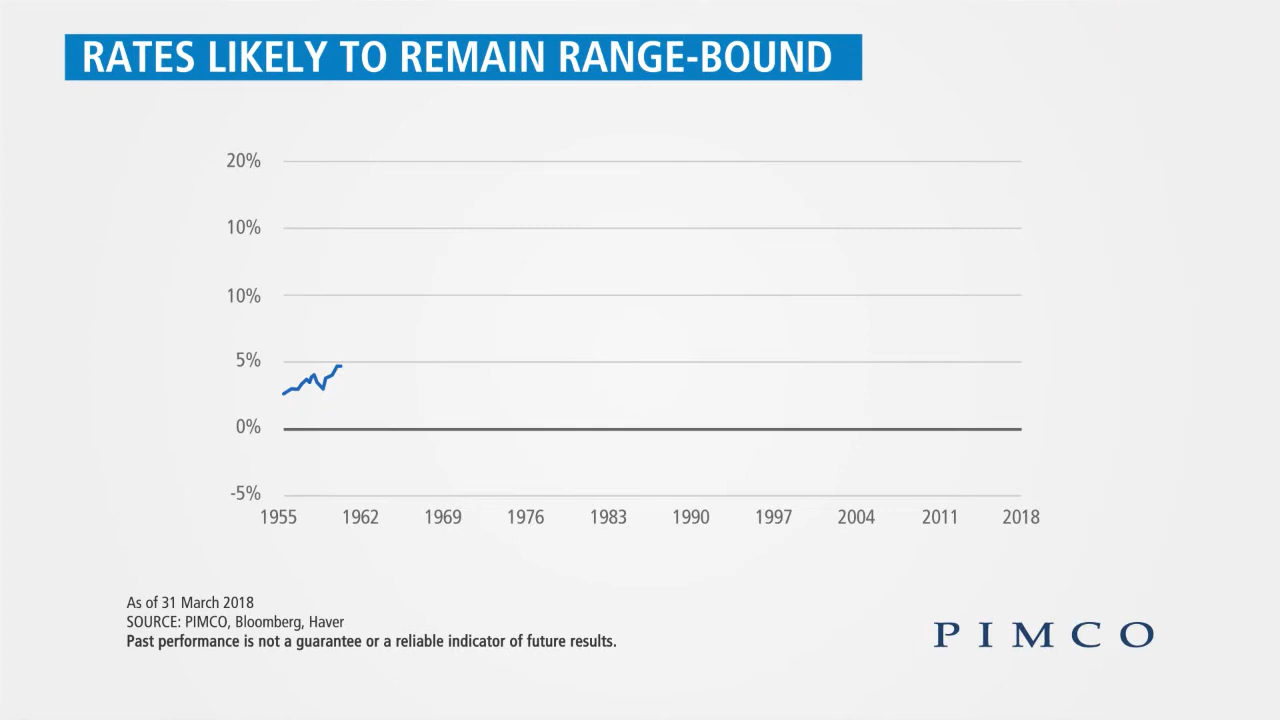 RATES LIKELY TO REMAIN RANGE-BOUND
20%
10%
10%
5%
0%
-5%
1955 1962 1969 1976 1983 1990 1997 2004 2011 2018
As of 31 March 2018
SOURCE: PIMCO, Bloomberg, Haver
Past performance is not a guarantee or a reliable indicator of future results.
PIMCO